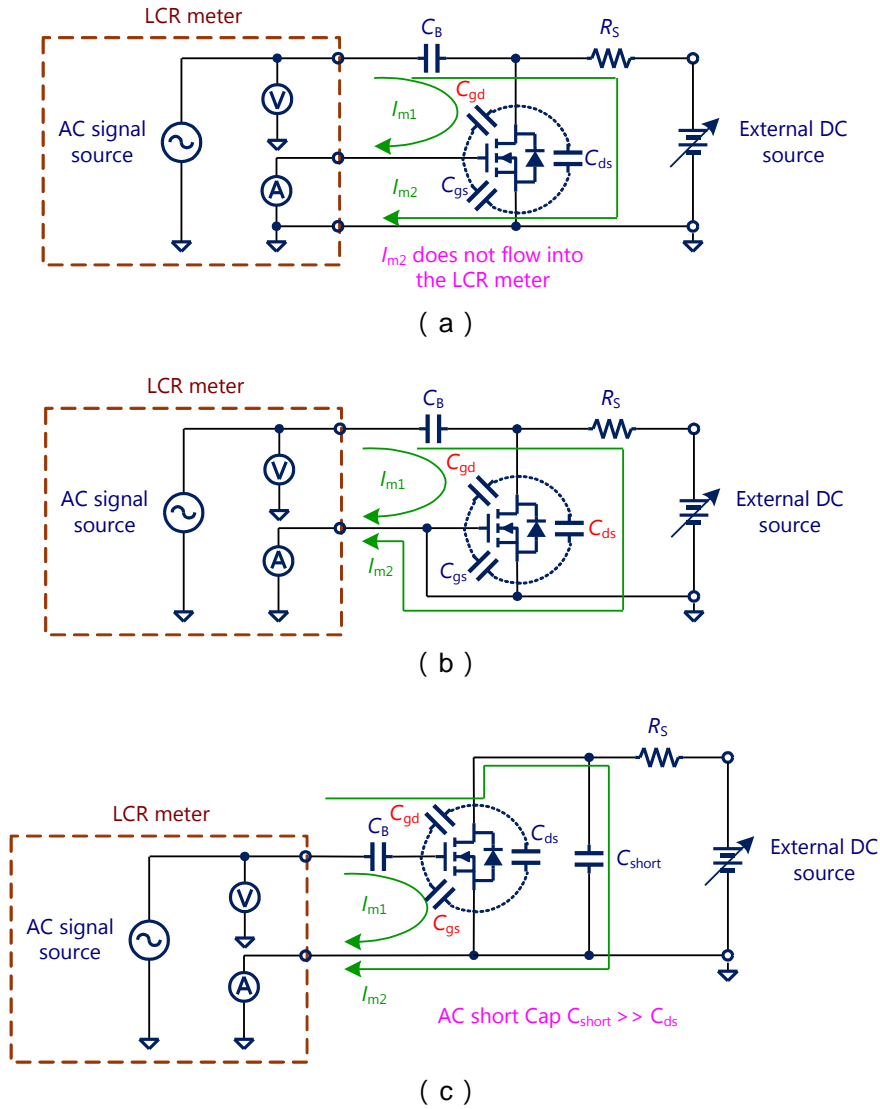 LCR meter
C_B
R_S
AC signal
source
V
A
I_m1
I_m2
C_gd
C_gs
C_ds
External DC
source
I_m2 does not flow into
the LCR meter
( a )
LCR meter
C_B
R_S
AC signal
source
V
A
I_m1
I_m2
C_gd
C_gs
C_ds
External DC
source
( b )
R_S
LCR meter
C_B
C_gd
C_ds
C_short
External DC
source
AC signal
source
V
A
I_m1
C_gs
I_m2
AC short Cap C_short >> C_ds
( c )